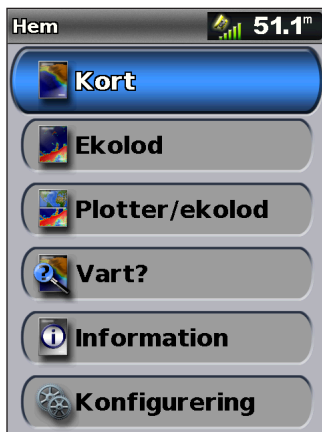 Hem 51.1m
Kort
Ekolod
Plotter/ekolod
Vart?
Information
Konfigurering